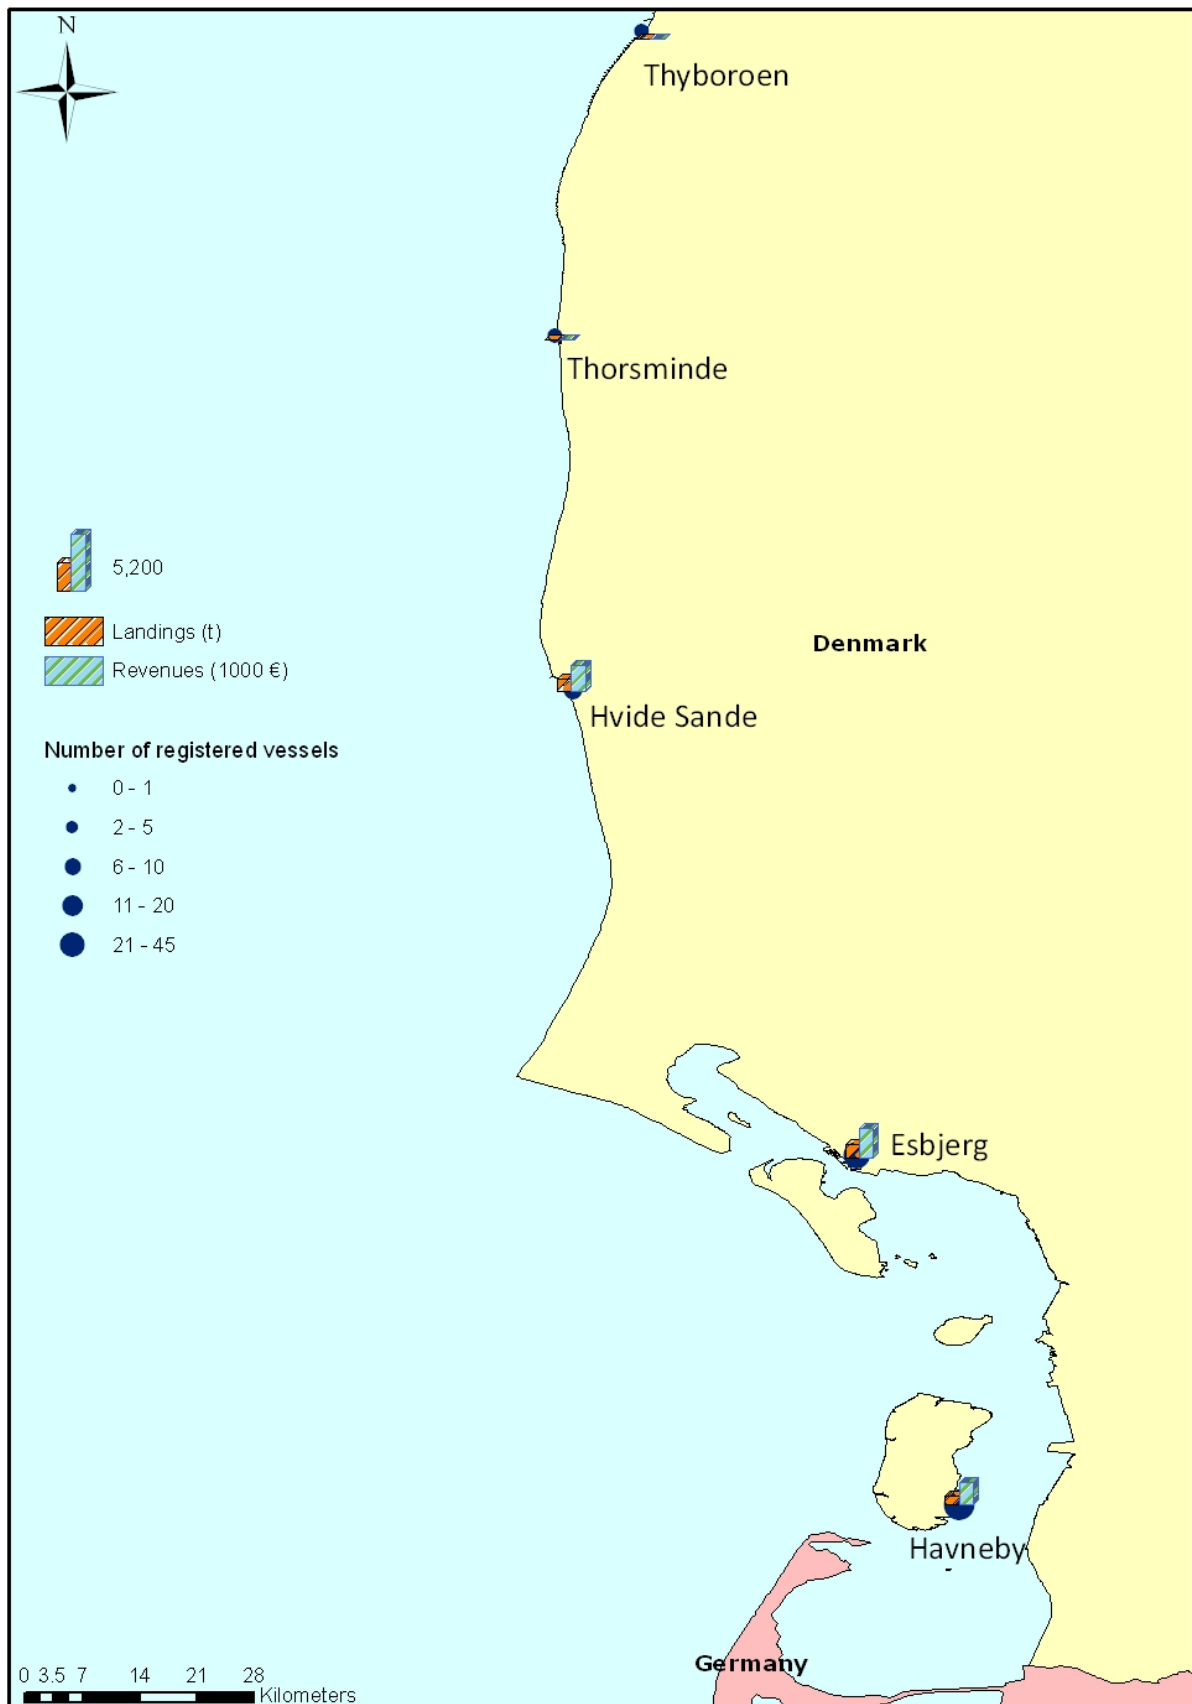 N
Thyboroen
Thorsminde
5,200
Landings (t)
Revenues (1000 €)
Denmark
Hvide Sande
Number of registered vessels
0 - 1
2 - 5
6 - 10
11 - 20
21 - 45
Esbjerg
Havneby
Germany
0 3.5 7 14 21 28
Kilometers